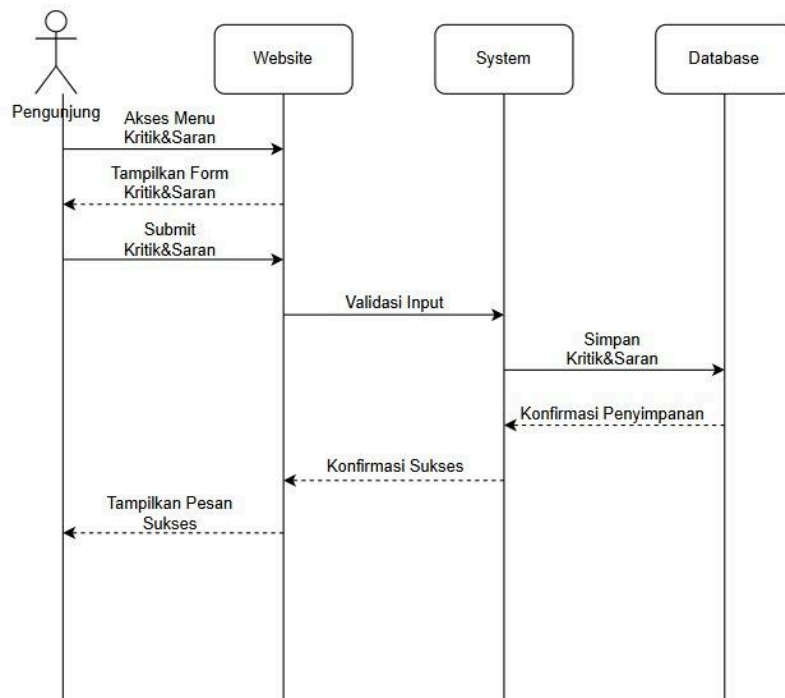 Website
System
Database
Pengunjung
Akses Menu
Kritik&Saran
Tampilkan Form
Kritik&Saran
Submit
Kritik&Saran
Validasi Input
Simpan
Kritik&Saran
Konfirmasi Penyimpanan
Konfirmasi Sukses
Tampilkan Pesan
Sukses